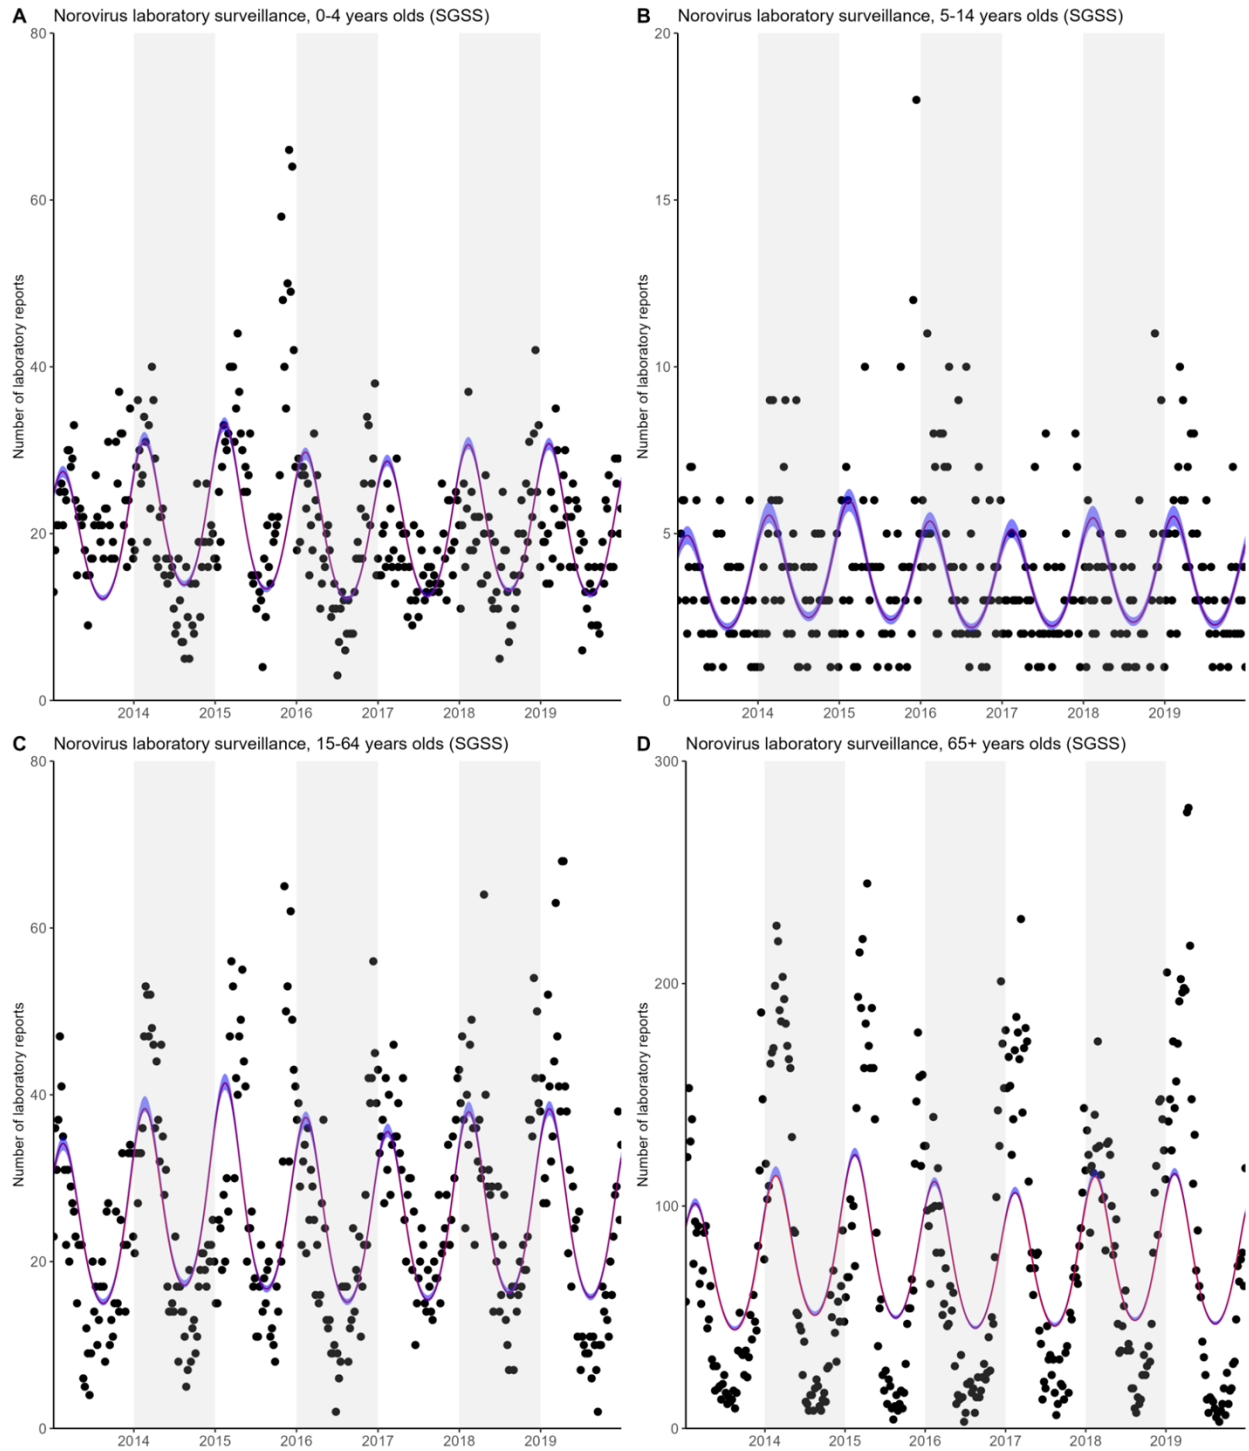 A Norovirus laboratory surveillance, 0-4 years olds (SGSS)
80
60
40
20
0
Number of laboratory reports
2014 2015 2016 2017 2018 2019
B Norovirus laboratory surveillance, 5-14 years olds (SGSS)
20
15
10
5
0
Number of laboratory reports
2014 2015 2016 2017 2018 2019
C Norovirus laboratory surveillance, 15-64 years olds (SGSS)
80
60
40
20
0
Number of laboratory reports
2014 2015 2016 2017 2018 2019
D Norovirus laboratory surveillance, 65+ years olds (SGSS)
300
200
100
0
Number of laboratory reports
2014 2015 2016 2017 2018 2019